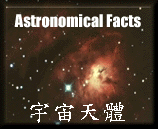 Astronomical Facts
宇宙天體